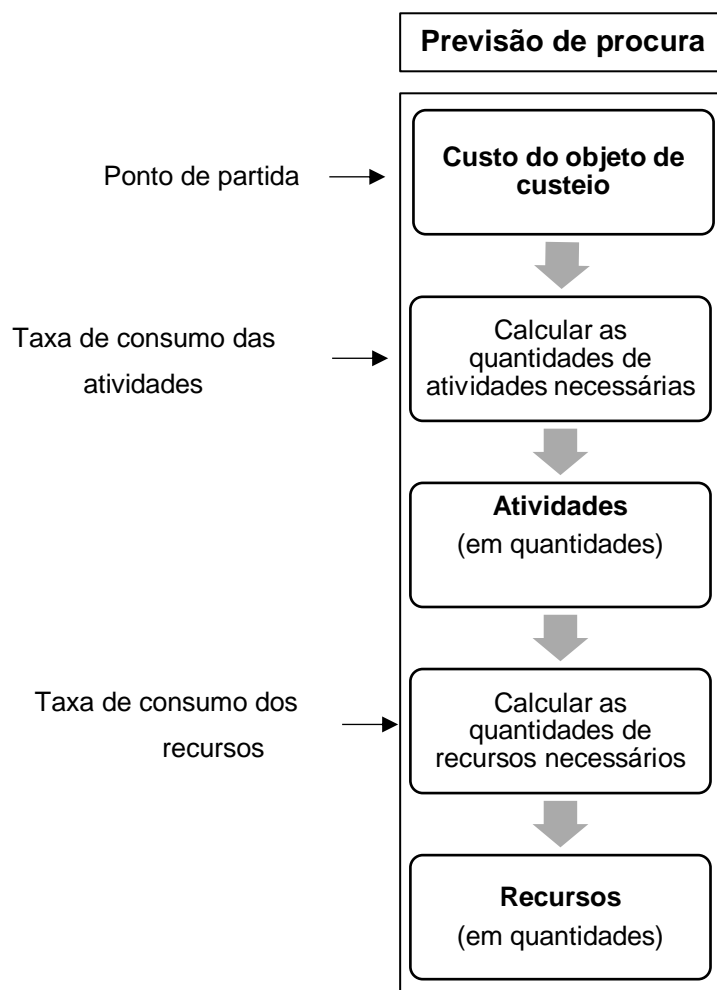 Previsão de procura
Custo do objeto de
custeio
Ponto de partida
Calcular as
quantidades de
atividades necessárias
Taxa de consumo das
atividades
Atividades
(em quantidades)
Calcular as
quantidades de
recursos necessários
Taxa de consumo dos
recursos
Recursos
(em quantidades)